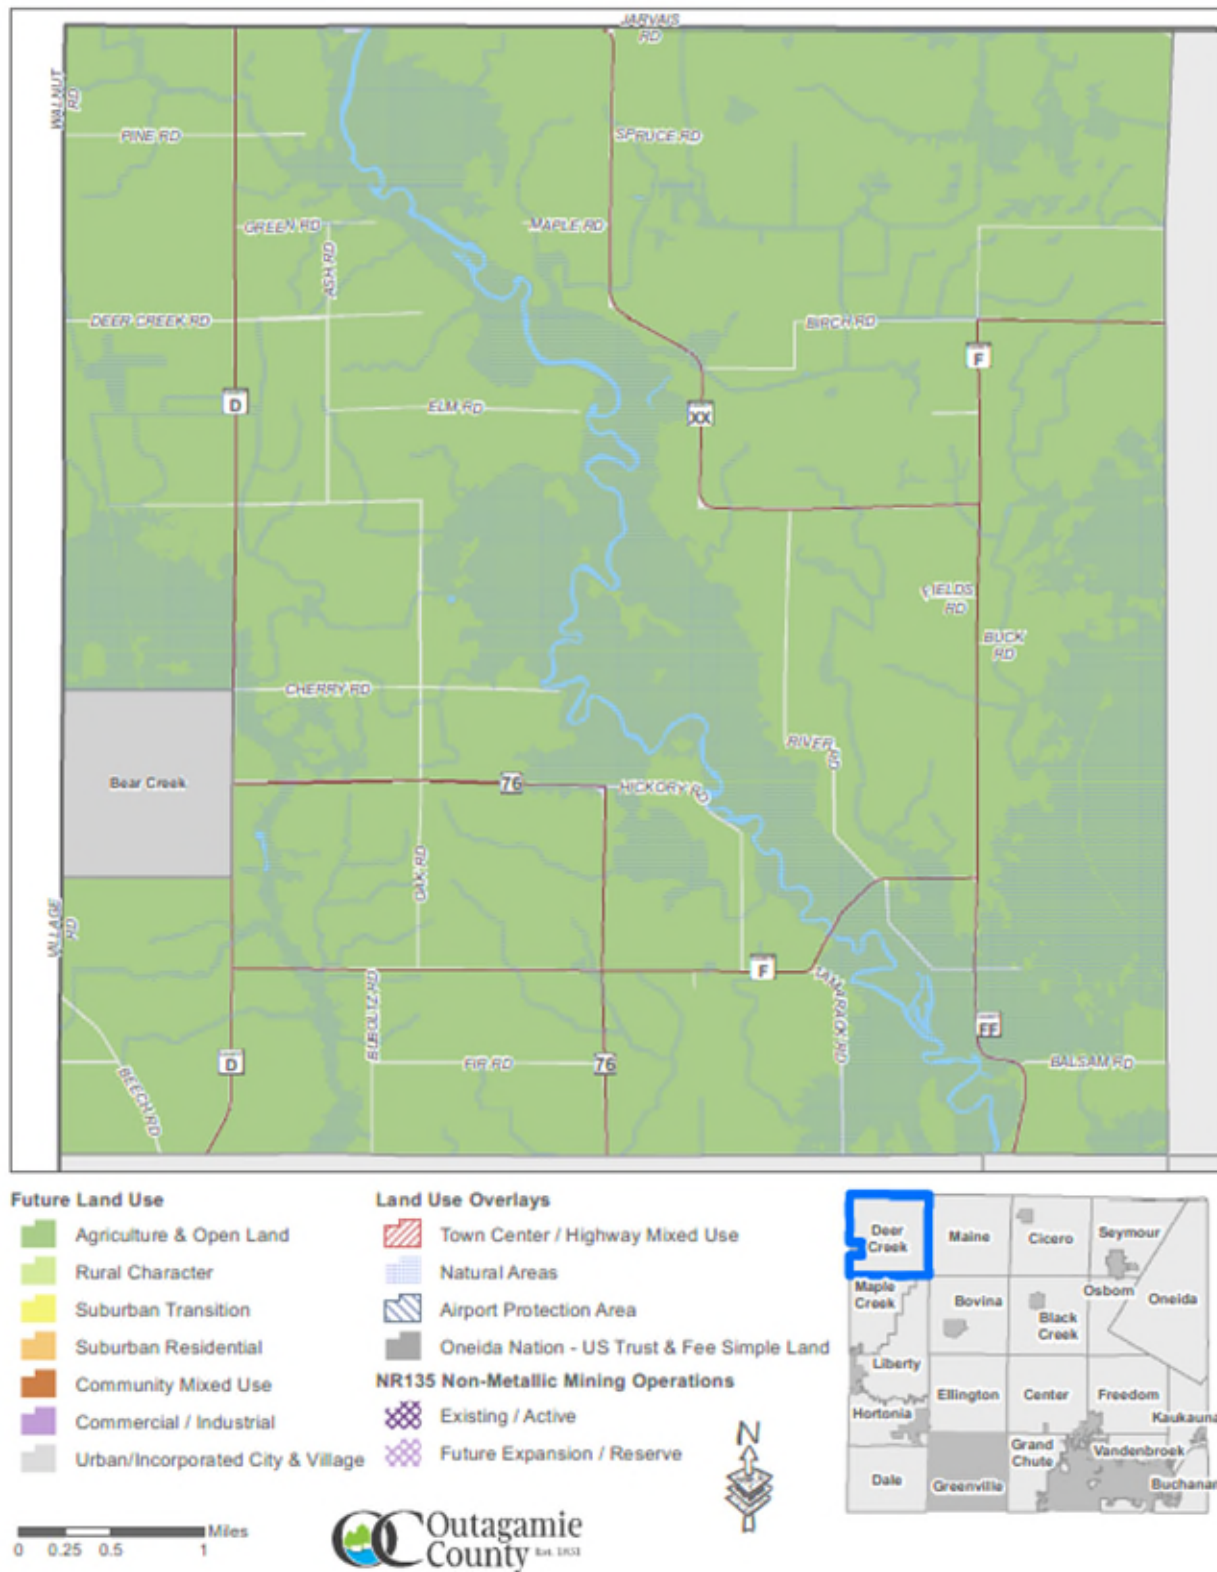 JARVAIS
RD
WALNUT
RD
PINE RD
SPRUCE RD
GREEN RD
MAPLE RD
ASH RD
DEER CREEK RD
BIRCH RD
F
D
ELM RD
XX
FIELDS
RD
BUCK
RD
CHERRY RD
RIVER RD
Bear Creek
76
HICKORY RD
OAK RD
VILLAGE
RD
F
TAMARACK RD
BUBOLTZ RD
FF
D
FIR RD
76
BALSAM RD
BEECH RD
Future Land Use
Agriculture & Open Land
Rural Character
Suburban Transition
Suburban Residential
Community Mixed Use
Commercial / Industrial
Urban/Incorporated City & Village
Land Use Overlays
Town Center / Highway Mixed Use
Natural Areas
Airport Protection Area
Oneida Nation - US Trust & Fee Simple Land
NR135 Non-Metallic Mining Operations
Existing / Active
Future Expansion / Reserve
N
Deer
Creek
Maine
Cicero
Seymour
Maple
Creek
Bovina
Black
Creek
Osborn
Oneida
Liberty
Ellington
Center
Freedom
Hortonia
Kaukauna
Grand
Chute
Vandenbroek
Dale
Greenville
Buchanan
Miles
0 0.25 0.5 1
OC Outagamie
County Est. 1851